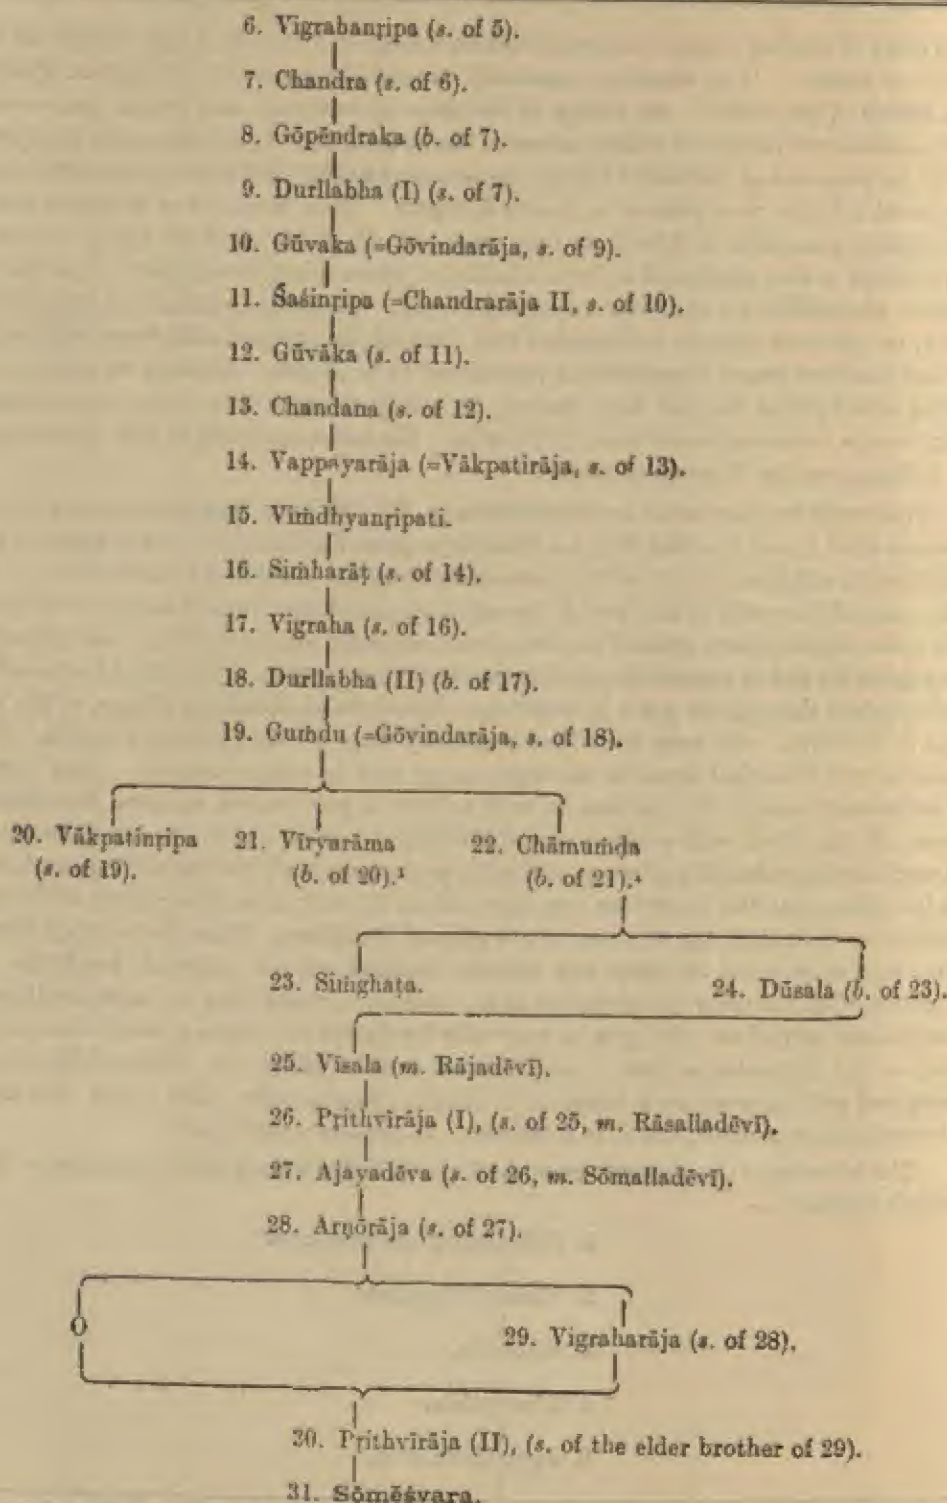 6. Vigrahanṛipa (s. of 5).
7. Chandra (s. of 6).
8. Gōpēndraka (b. of 7).
9. Durllabha (I) (s. of 7).
10. Gūvaka (=Gōvindarāja, s. of 9).
11. Śaśinṛipa (=Chandrarāja II, s. of 10).
12. Gūvāka (s. of 11).
13. Chandana (s. of 12).
14. Vappayarāja (=Vākpatirāja, s. of 13).
15. Viṁdhyanṛipati.
16. Siṁharāṭ (s. of 14).
17. Vigraha (s. of 16).
18. Durllabha (II) (b. of 17).
19. Guṁdu (=Gōvindarāja, s. of 18).
20. Vākpatinṛipa 21. Vīryarāma 22. Chāmuṁḍa
(s. of 19). (b. of 20).³ (b. of 21).⁴
23. Siṁghaṭa. 24. Dūsala (b. of 23).
25. Vīsala (m. Rājadēvī).
26. Pṛithvīrāja (I), (s. of 25, m. Rāsalladēvī).
27. Ajayadēva (s. of 26, m. Sōmalladēvī).
28. Arṇōrāja (s. of 27).
O 29. Vigraharāja (s. of 28).
30. Pṛithvīrāja (II), (s. of the elder brother of 29).
31. Sōmēśvara.